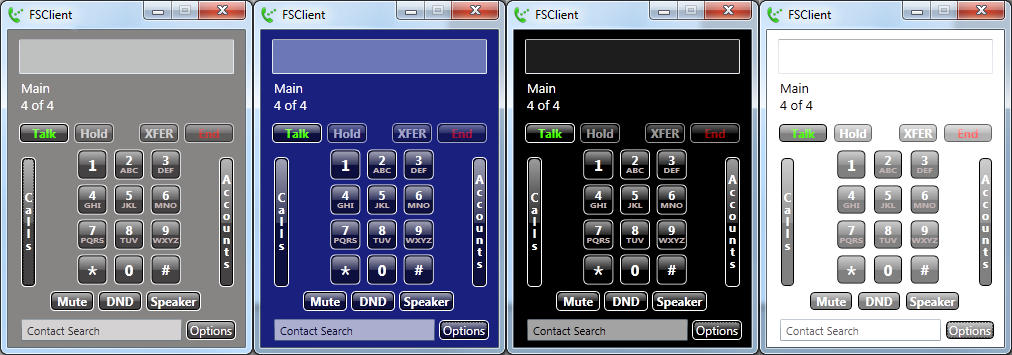 FSClient
Main
4 of 4
Talk Hold XFER End
1 2 ABC 3 DEF
4 GHI 5 JKL 6 MNO
7 PQRS 8 TUV 9 WXYZ
* 0 #
Calls
Accounts
Mute DND Speaker
Contact Search Options
FSClient
Main
4 of 4
Talk Hold XFER End
1 2 ABC 3 DEF
4 GHI 5 JKL 6 MNO
7 PQRS 8 TUV 9 WXYZ
* 0 #
Calls
Accounts
Mute DND Speaker
Contact Search Options
FSClient
Main
4 of 4
Talk Hold XFER End
1 2 ABC 3 DEF
4 GHI 5 JKL 6 MNO
7 PQRS 8 TUV 9 WXYZ
* 0 #
Calls
Accounts
Mute DND Speaker
Contact Search Options
FSClient
Main
4 of 4
Talk Hold XFER End
1 2 ABC 3 DEF
4 GHI 5 JKL 6 MNO
7 PQRS 8 TUV 9 WXYZ
* 0 #
Calls
Accounts
Mute DND Speaker
Contact Search Options